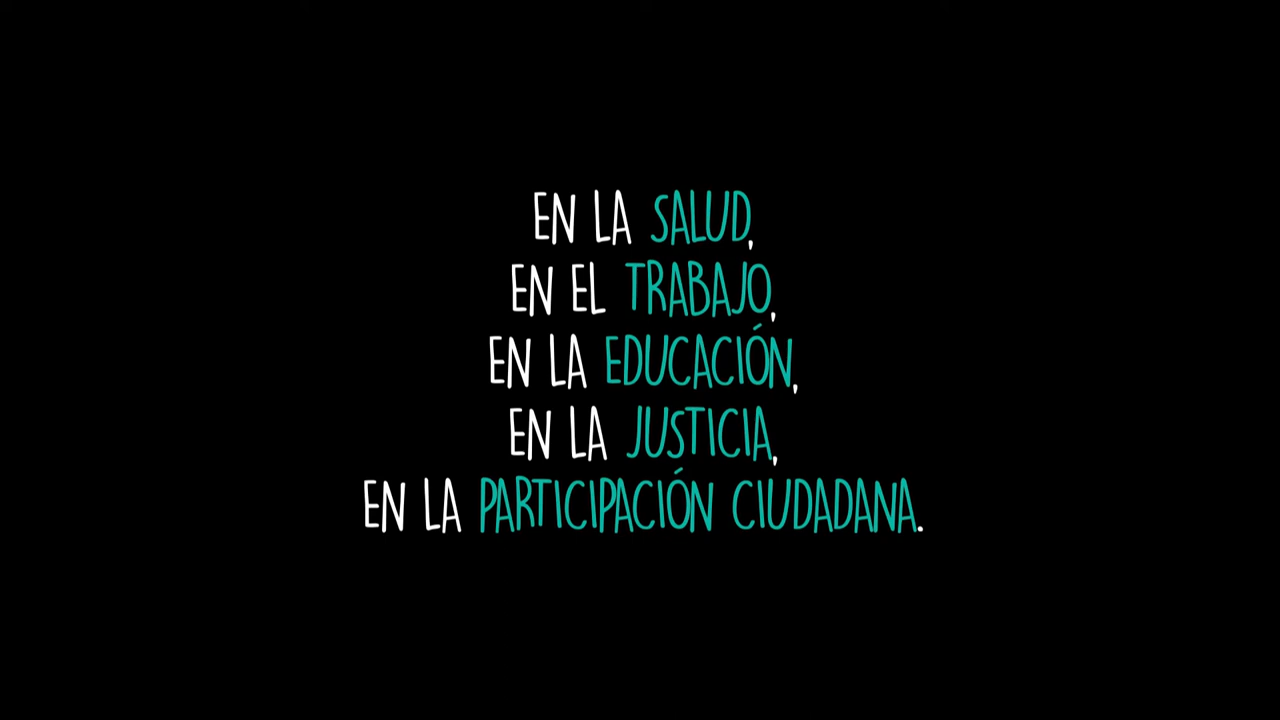 EN LA SALUD,
EN EL TRABAJO,
EN LA EDUCACIÓN,
EN LA JUSTICIA,
EN LA PARTICIPACIÓN CIUDADANA.